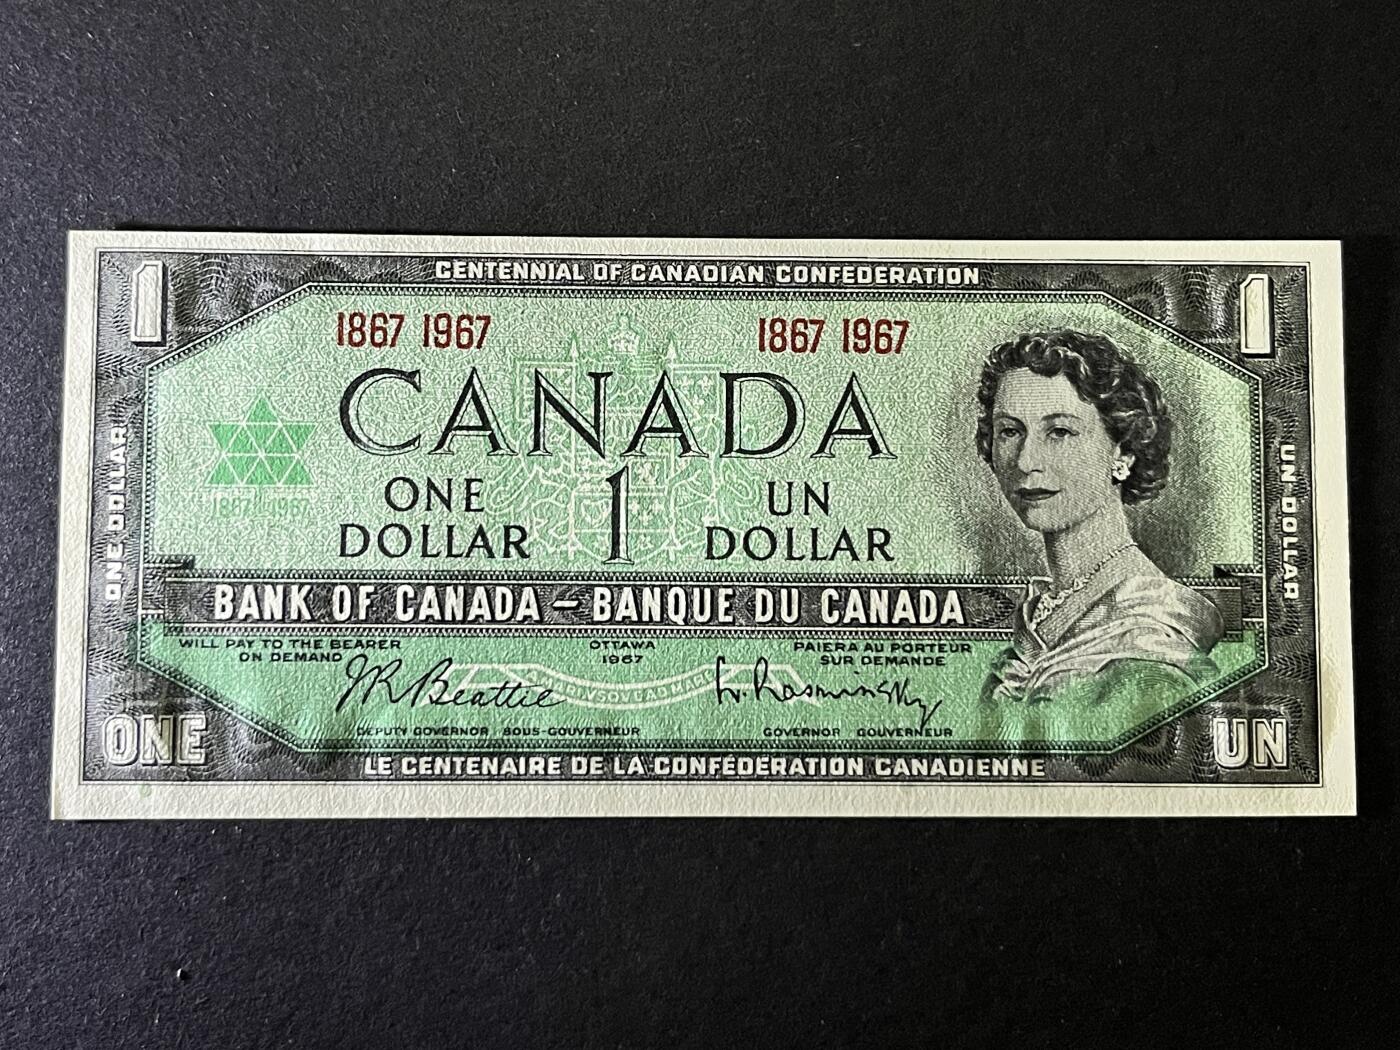 CENTENNIAL OF CANADIAN CONFEDERATION
1 1
1867 1967 1867 1967
CANADA
1867 1967
ONE DOLLAR
ONE 1 UN
DOLLAR DOLLAR
UN DOLLAR
BANK OF CANADA – BANQUE DU CANADA
WILL PAY TO THE BEARER OTTAWA PAIERA AU PORTEUR
ON DEMAND 1967 SUR DEMANDE
JR Beattie L. Rasminsky
DEPUTY GOVERNOR SOUS-GOUVERNEUR GOVERNOR GOUVERNEUR
ONE UN
LE CENTENAIRE DE LA CONFÉDÉRATION CANADIENNE